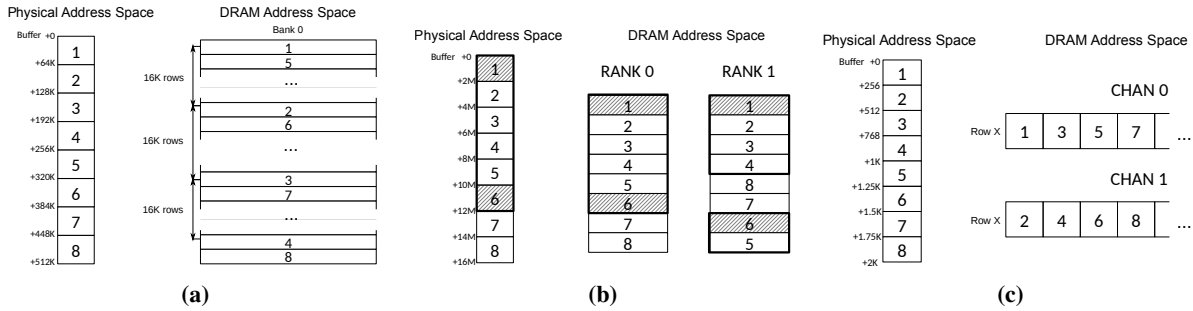 Physical Address Space
DRAM Address Space
Buffer +0
Bank 0
1
+64K
2
+128K
3
+192K
4
+256K
5
+320K
6
+384K
7
+448K
8
+512K
16K rows
16K rows
16K rows
1
5
...
2
6
...
3
7
...
4
8
(a)
Physical Address Space
DRAM Address Space
Buffer +0
1
+2M
2
+4M
3
+6M
4
+8M
5
+10M
6
+12M
7
+14M
8
+16M
RANK 0
1
2
3
4
5
6
7
8
RANK 1
1
2
3
4
8
7
6
5
(b)
Physical Address Space
DRAM Address Space
Buffer +0
1
+256
2
+512
3
+768
4
+1K
5
+1.25K
6
+1.5K
7
+1.75K
8
+2K
CHAN 0
Row X 1 3 5 7 ...
CHAN 1
Row X 2 4 6 8 ...
(c)